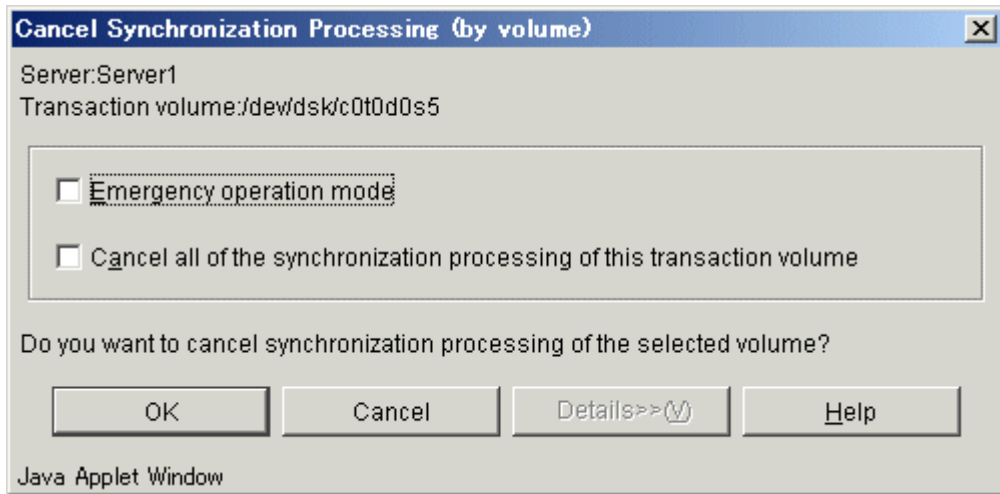 Cancel Synchronization Processing (by volume)
Server:Server1
Transaction volume:/dev/dsk/c0t0d0s5
Emergency operation mode
Cancel all of the synchronization processing of this transaction volume
Do you want to cancel synchronization processing of the selected volume?
OK Cancel Details>>(V) Help
Java Applet Window